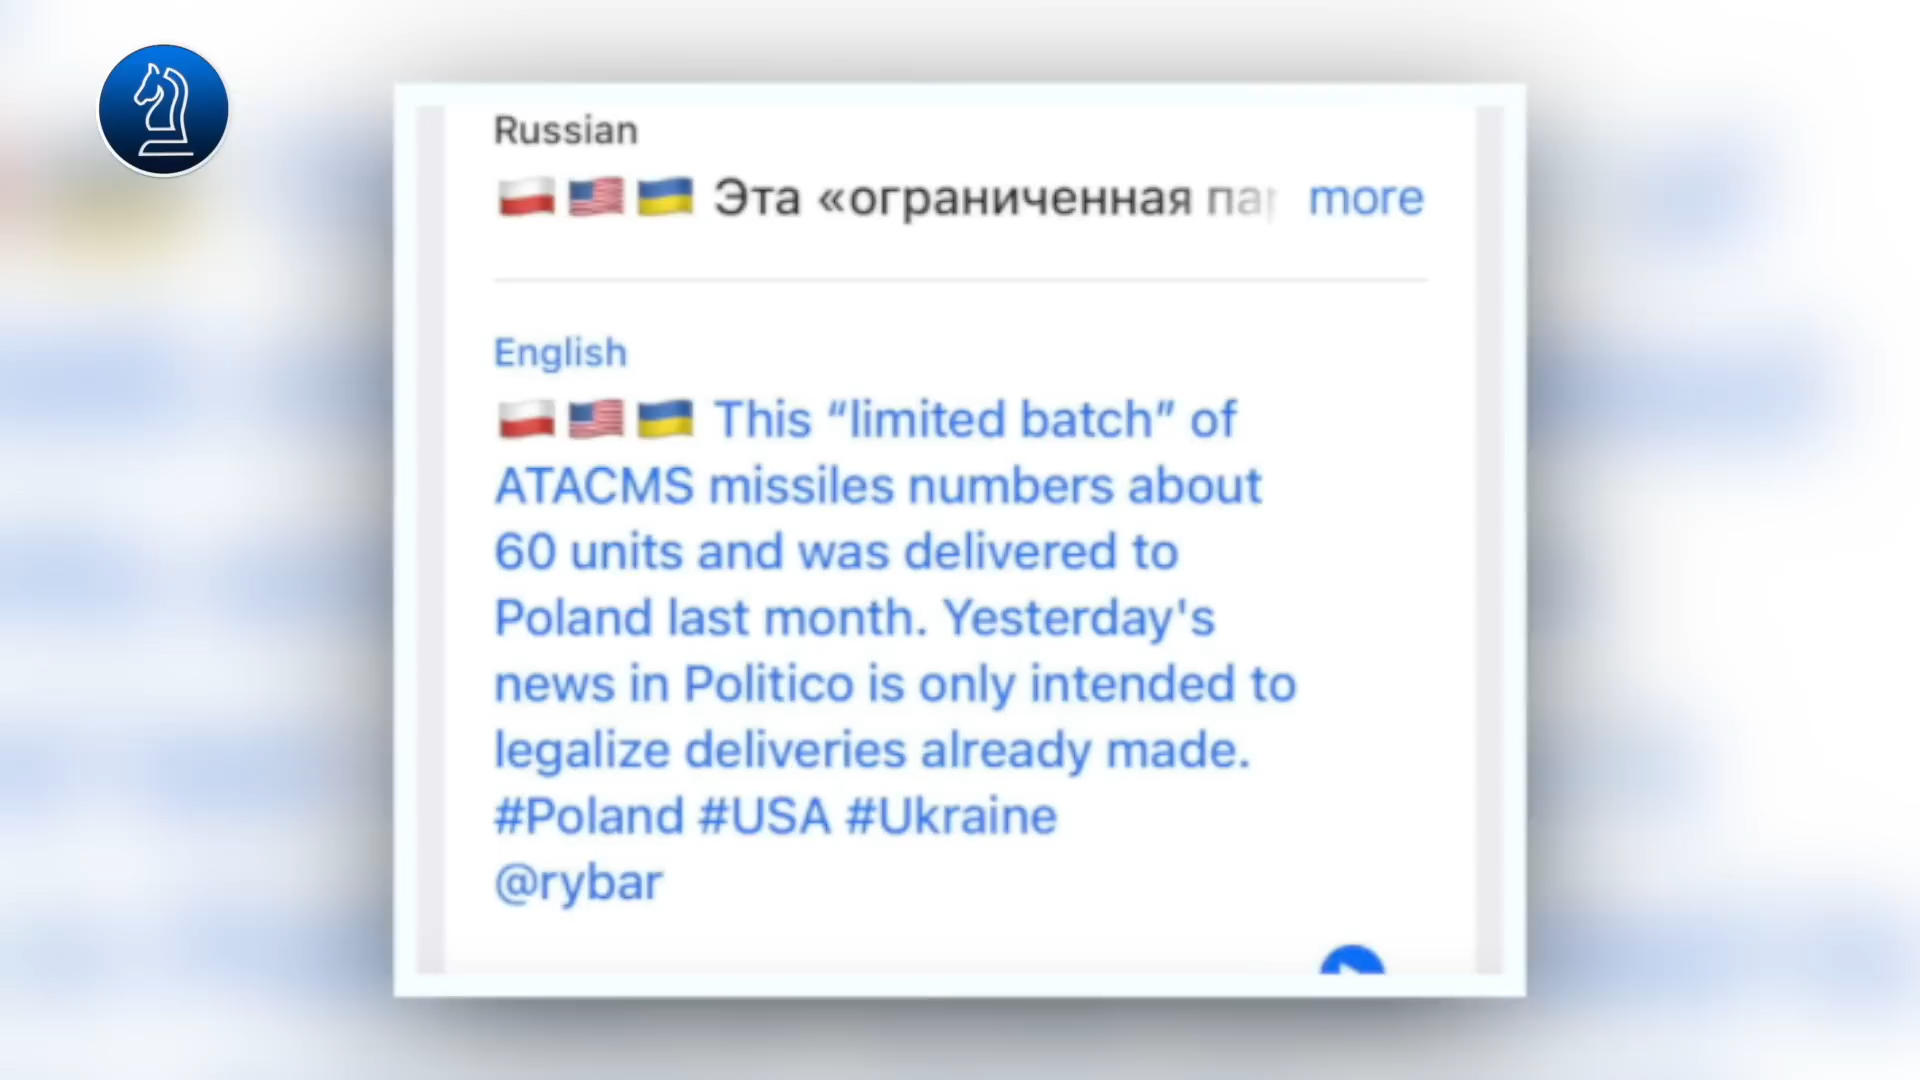 Russian
🇵🇱 🇺🇸 🇺🇦 Эта «ограниченная more
English
🇵🇱 🇺🇸 🇺🇦 This “limited batch” of
ATACMS missiles numbers about
60 units and was delivered to
Poland last month. Yesterday's
news in Politico is only intended to
legalize deliveries already made.
#Poland #USA #Ukraine
@rybar